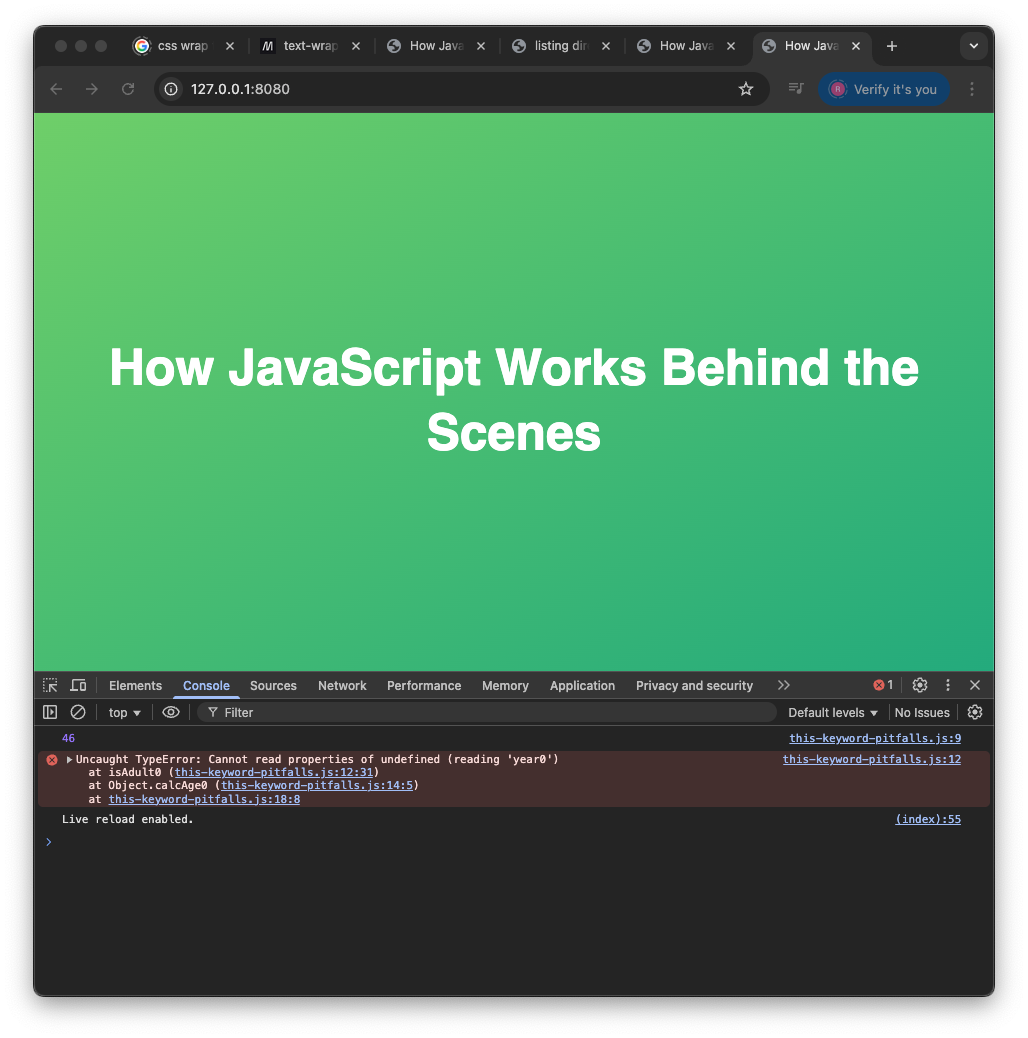 css wrap
text-wrap
How Java
listing dir
How Java
How Java
127.0.0.1:8080
R
Verify it's you
How JavaScript Works Behind the
Scenes
Elements
Console
Sources
Network
Performance
Memory
Application
Privacy and security
1
top
Filter
Default levels
No Issues
46
this-keyword-pitfalls.js:9
Uncaught TypeError: Cannot read properties of undefined (reading 'year0')
this-keyword-pitfalls.js:12
at isAdult0 (this-keyword-pitfalls.js:12:31)
at Object.calcAge0 (this-keyword-pitfalls.js:14:5)
at this-keyword-pitfalls.js:18:8
Live reload enabled.
(index):55